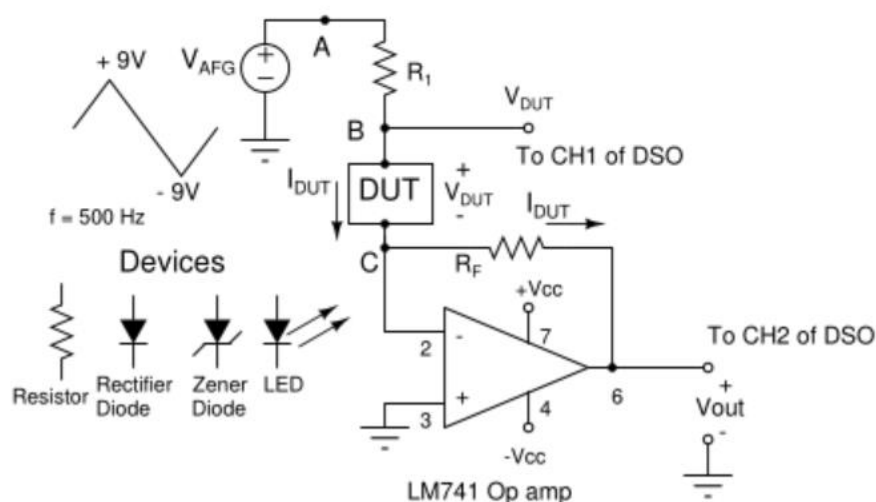 A
V_AFG
+
-
R₁
+ 9V
- 9V
f = 500 Hz
B
V_DUT
To CH1 of DSO
I_DUT
DUT
+
V_DUT
-
I_DUT
C
R_F
Devices
Resistor
Rectifier
Diode
Zener
Diode
LED
+Vcc
7
2
-
+
3
4
-Vcc
6
To CH2 of DSO
+
Vout
-
LM741 Op amp